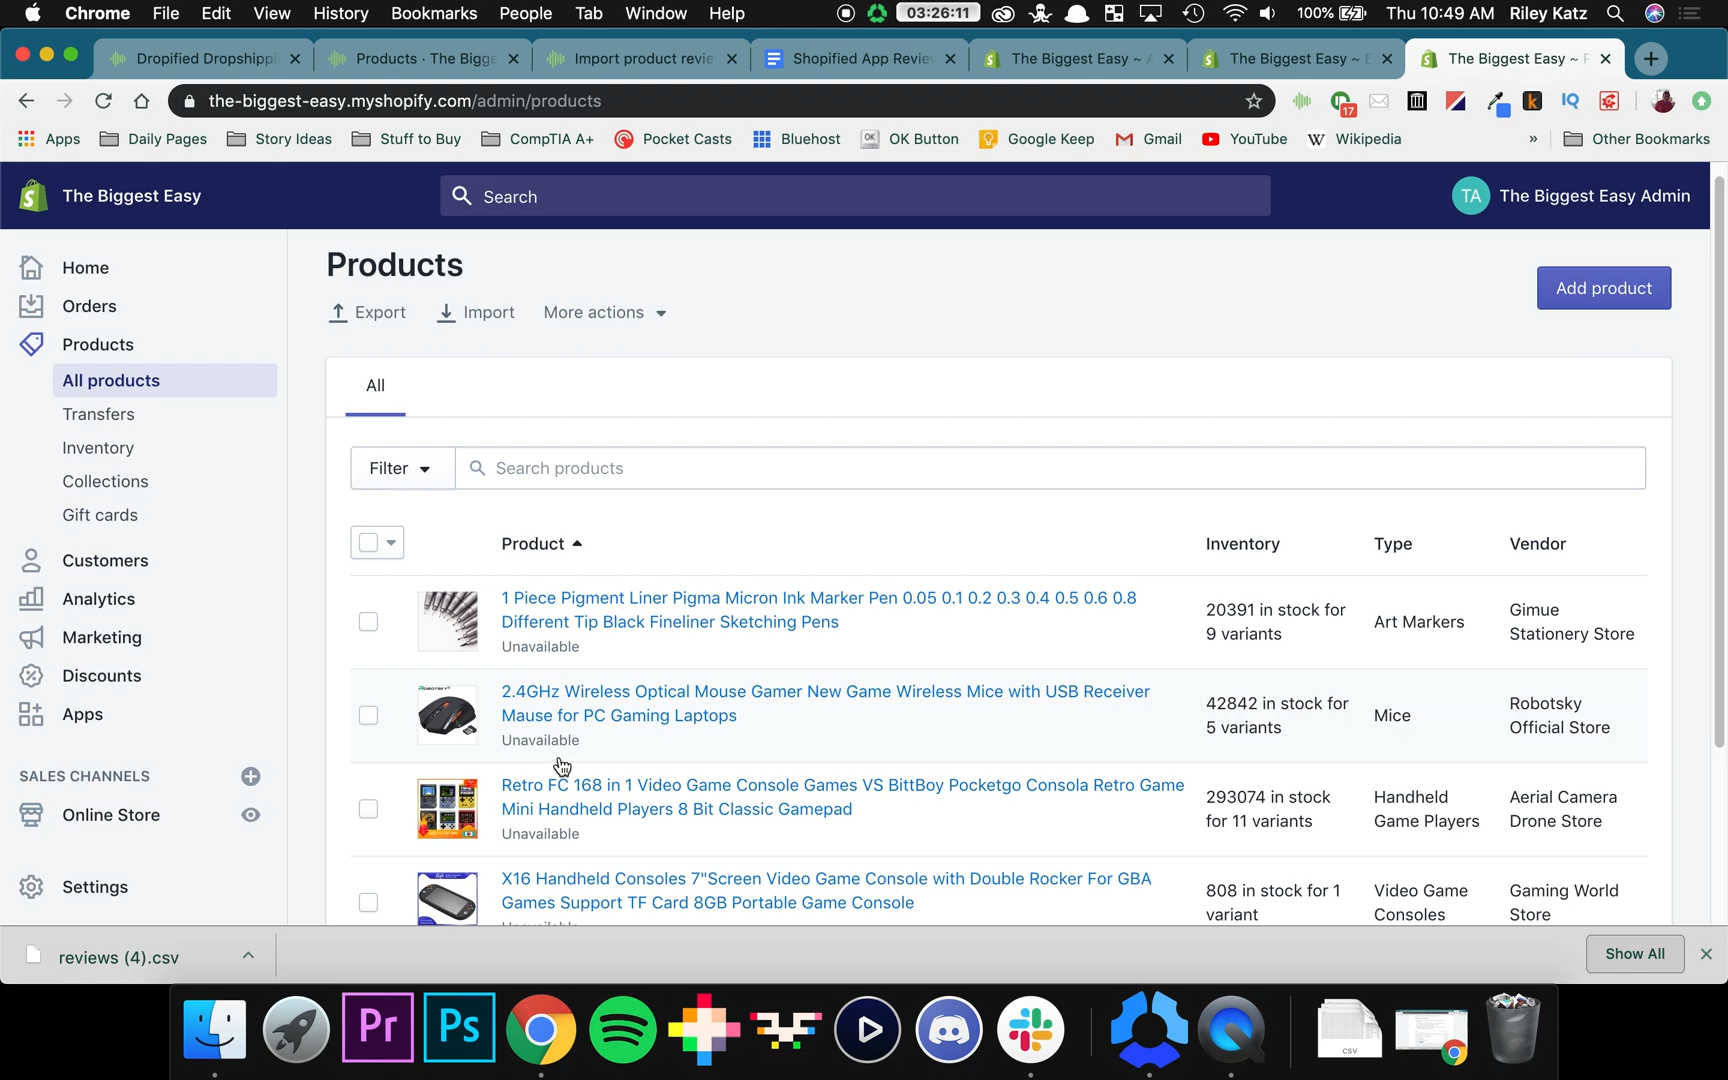 Chrome File Edit View History Bookmarks People Tab Window Help 03:26:11 100% Thu 10:49 AM Riley Katz
Dropified Dropshippi
Products · The Bigge
Import product revie
Shopified App Revie
The Biggest Easy ~
The Biggest Easy ~
The Biggest Easy ~
the-biggest-easy.myshopify.com/admin/products
17
IQ
Apps Daily Pages Story Ideas Stuff to Buy CompTIA A+ Pocket Casts Bluehost OK Button Google Keep Gmail YouTube Wikipedia » Other Bookmarks
The Biggest Easy
Search
TA The Biggest Easy Admin
Home
Orders
Products
All products
Transfers
Inventory
Collections
Gift cards
Customers
Analytics
Marketing
Discounts
Apps
SALES CHANNELS
Online Store
Settings
Products
Export Import More actions
Add product
All
Filter
Search products
Product Inventory Type Vendor
1 Piece Pigment Liner Pigma Micron Ink Marker Pen 0.05 0.1 0.2 0.3 0.4 0.5 0.6 0.8
Different Tip Black Fineliner Sketching Pens
Unavailable
20391 in stock for
9 variants
Art Markers
Gimue
Stationery Store
2.4GHz Wireless Optical Mouse Gamer New Game Wireless Mice with USB Receiver
Mause for PC Gaming Laptops
Unavailable
42842 in stock for
5 variants
Mice
Robotsky
Official Store
Retro FC 168 in 1 Video Game Console Games VS BittBoy Pocketgo Consola Retro Game
Mini Handheld Players 8 Bit Classic Gamepad
Unavailable
293074 in stock
for 11 variants
Handheld
Game Players
Aerial Camera
Drone Store
X16 Handheld Consoles 7"Screen Video Game Console with Double Rocker For GBA
Games Support TF Card 8GB Portable Game Console
808 in stock for 1
variant
Video Game
Consoles
Gaming World
Store
reviews (4).csv
Show All
Pr
Ps
CSV